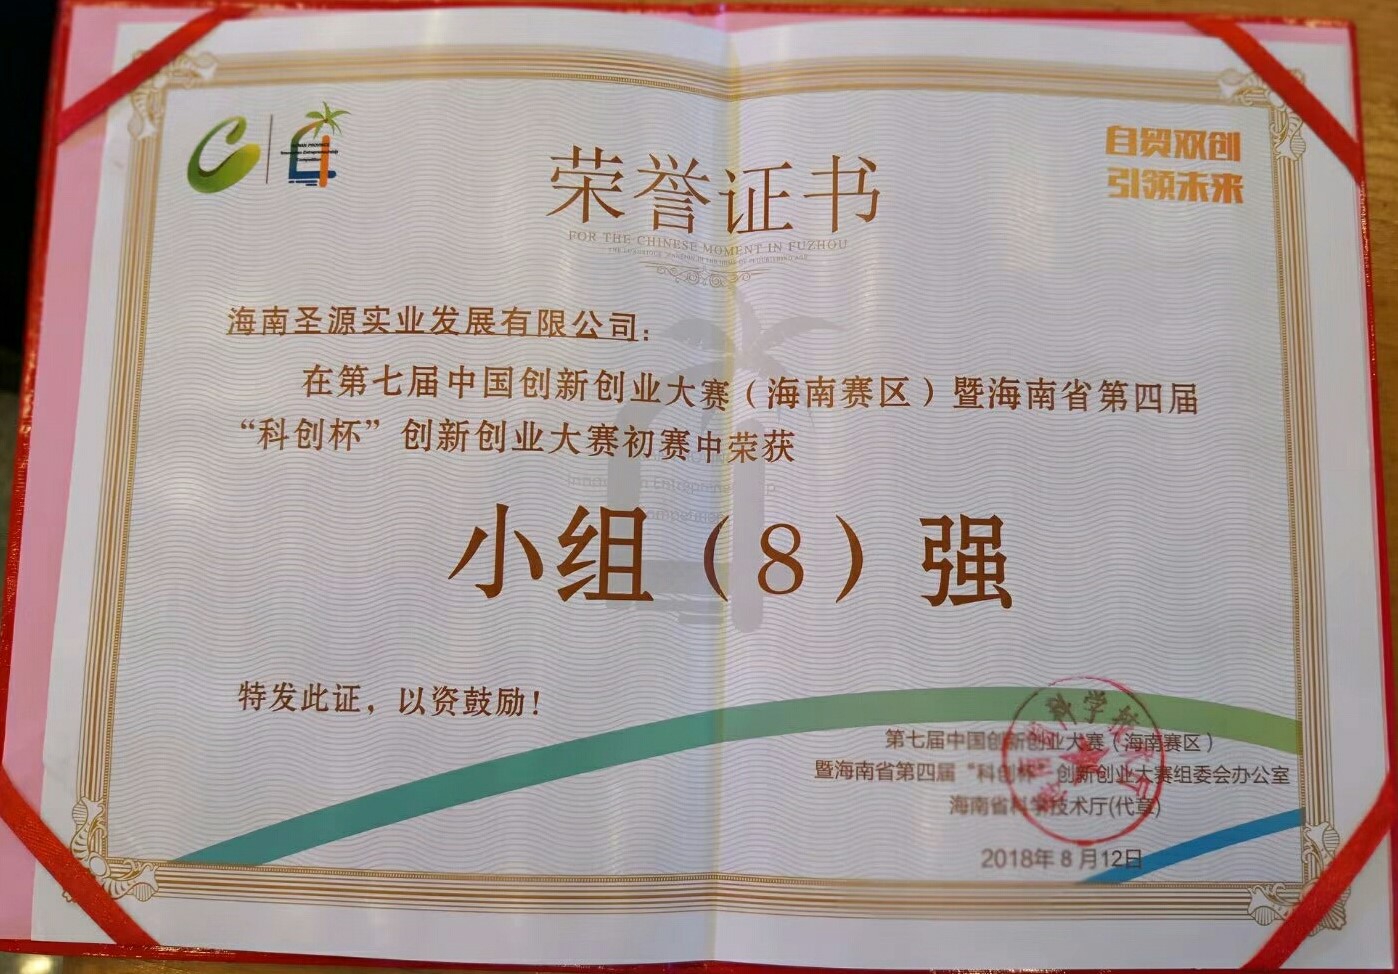 自贸双创
引领未来
荣誉证书
FOR THE CHINESE MOMENT IN FUZHOU
海南圣源实业发展有限公司：
在第七届中国创新创业大赛（海南赛区）暨海南省第四届
“科创杯”创新创业大赛初赛中荣获
小组（8）强
特发此证，以资鼓励！
第七届中国创新创业大赛（海南赛区）
暨海南省第四届“科创杯”创新创业大赛组委会办公室
海南省科学技术厅(代章)
2018年8月12日